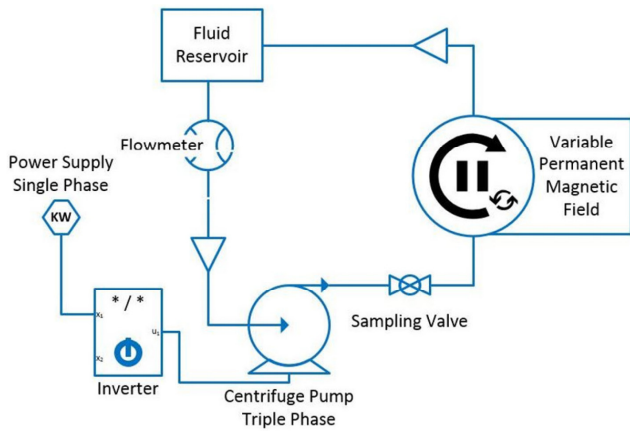 Fluid
Reservoir
Flowmeter
Power Supply
Single Phase
KW
Variable
Permanent
Magnetic
Field
* / *
x₁
u₁
x₂
Sampling Valve
Inverter
Centrifuge Pump
Triple Phase